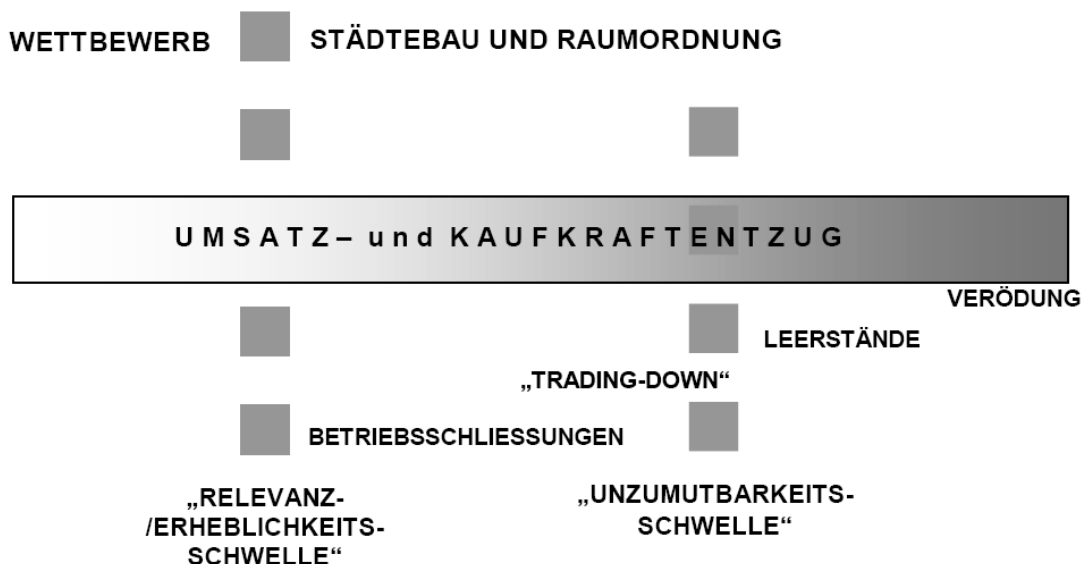 WETTBEWERB
STÄDTEBAU UND RAUMORDNUNG
UMSATZ– und KAUFKRAFTENTZUG
VERÖDUNG
LEERSTÄNDE
„TRADING-DOWN“
BETRIEBSSCHLIESSUNGEN
„RELEVANZ-
/ERHEBLICHKEITS-
SCHWELLE“
„UNZUMUTBARKEITS-
SCHWELLE“